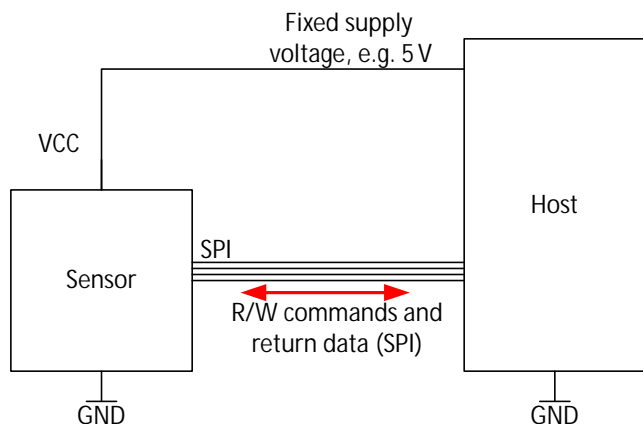 Fixed supply
voltage, e.g. 5 V
VCC
Host
SPI
Sensor
R/W commands and
return data (SPI)
GND
GND